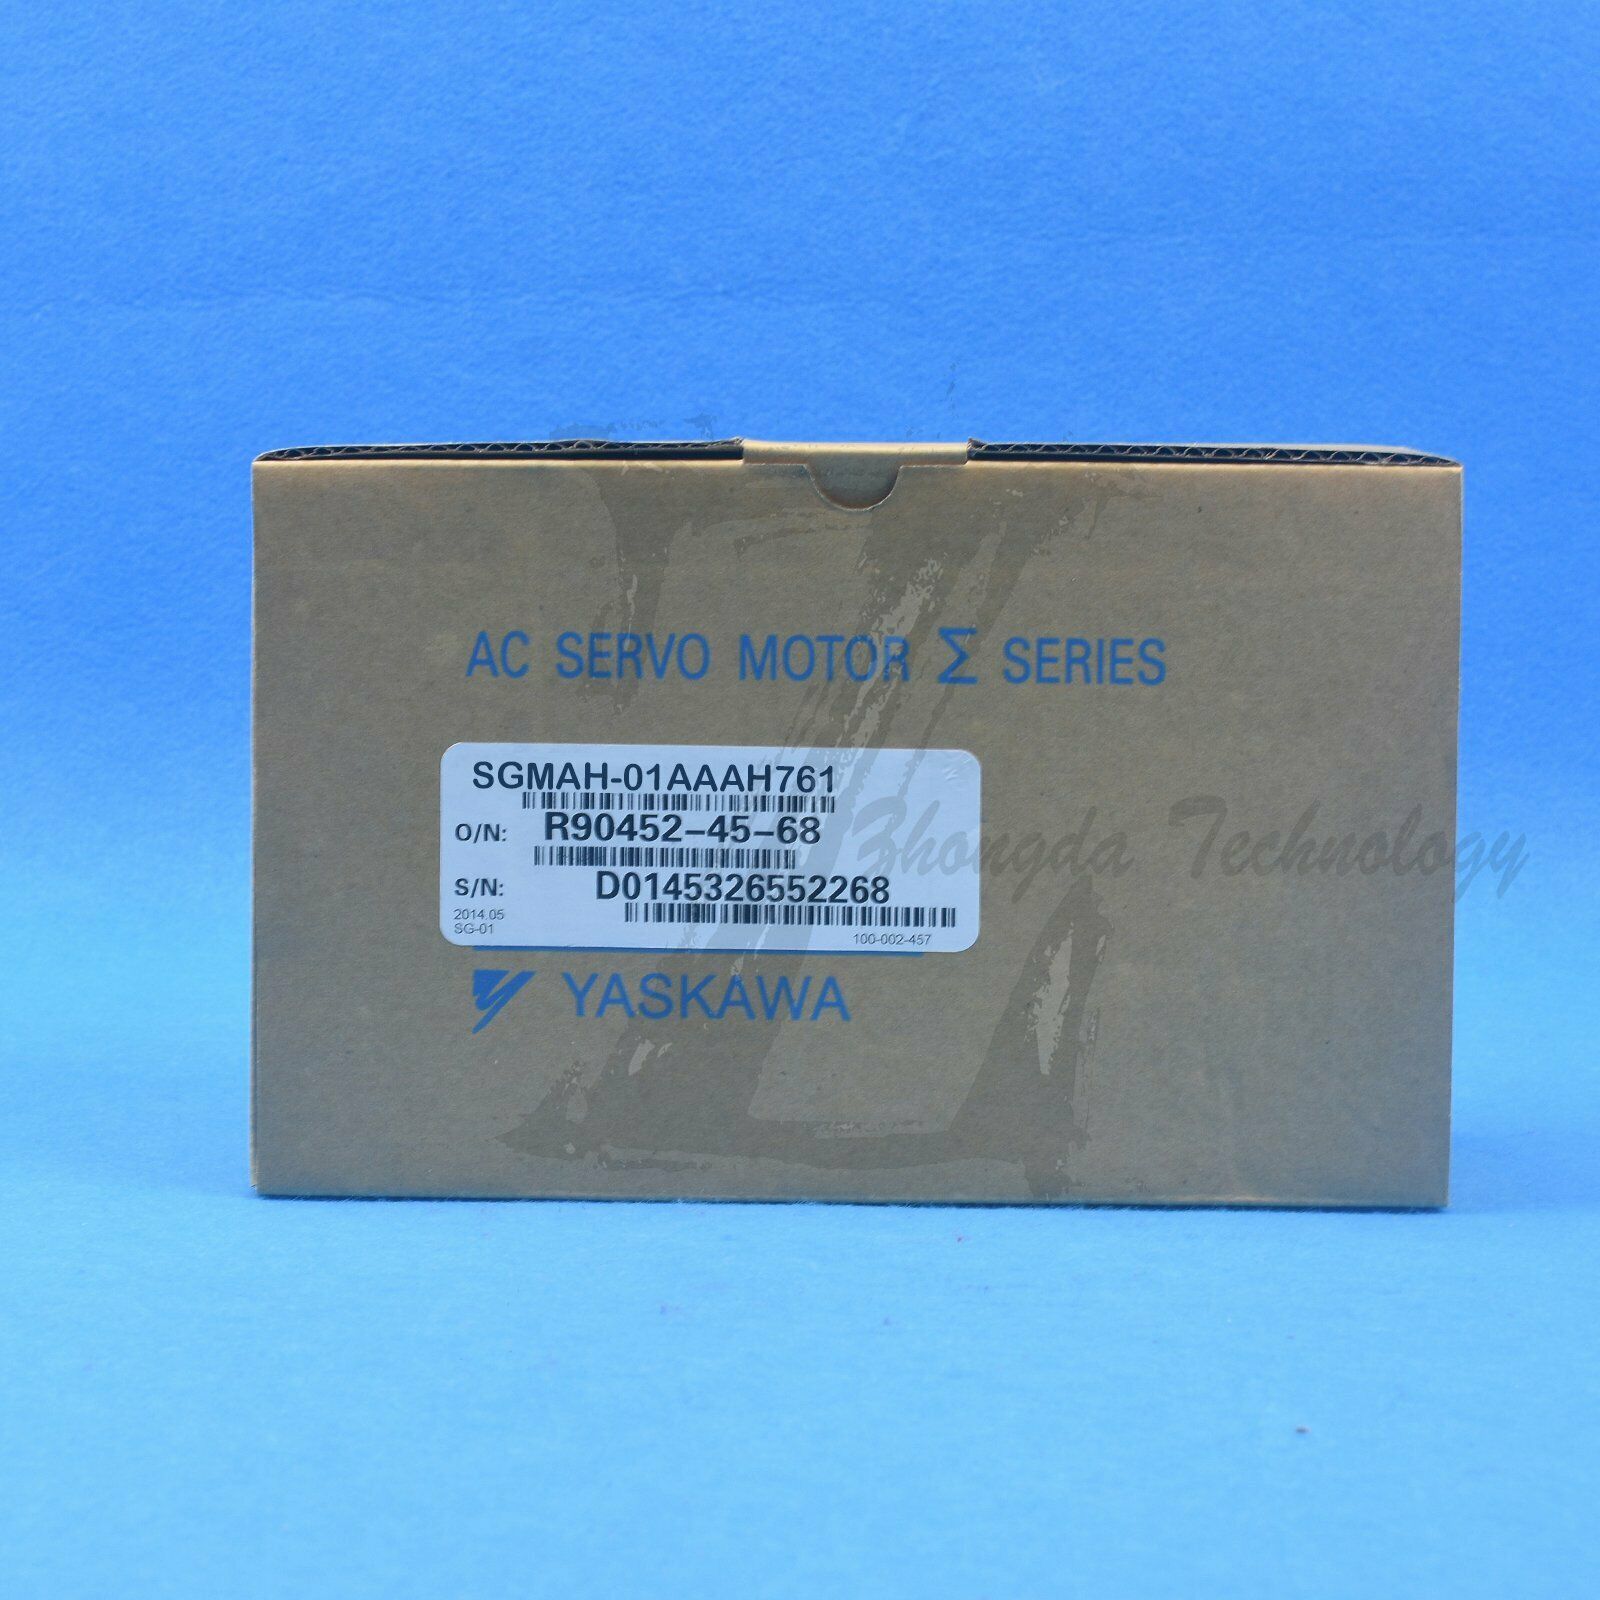 AC SERVO MOTOR Σ SERIES
SGMAH-01AAAH761
O/N: R90452-45-68
S/N: D0145326552268
2014.05
SG-01
100-002-457
YASKAWA
Zhongda Technology